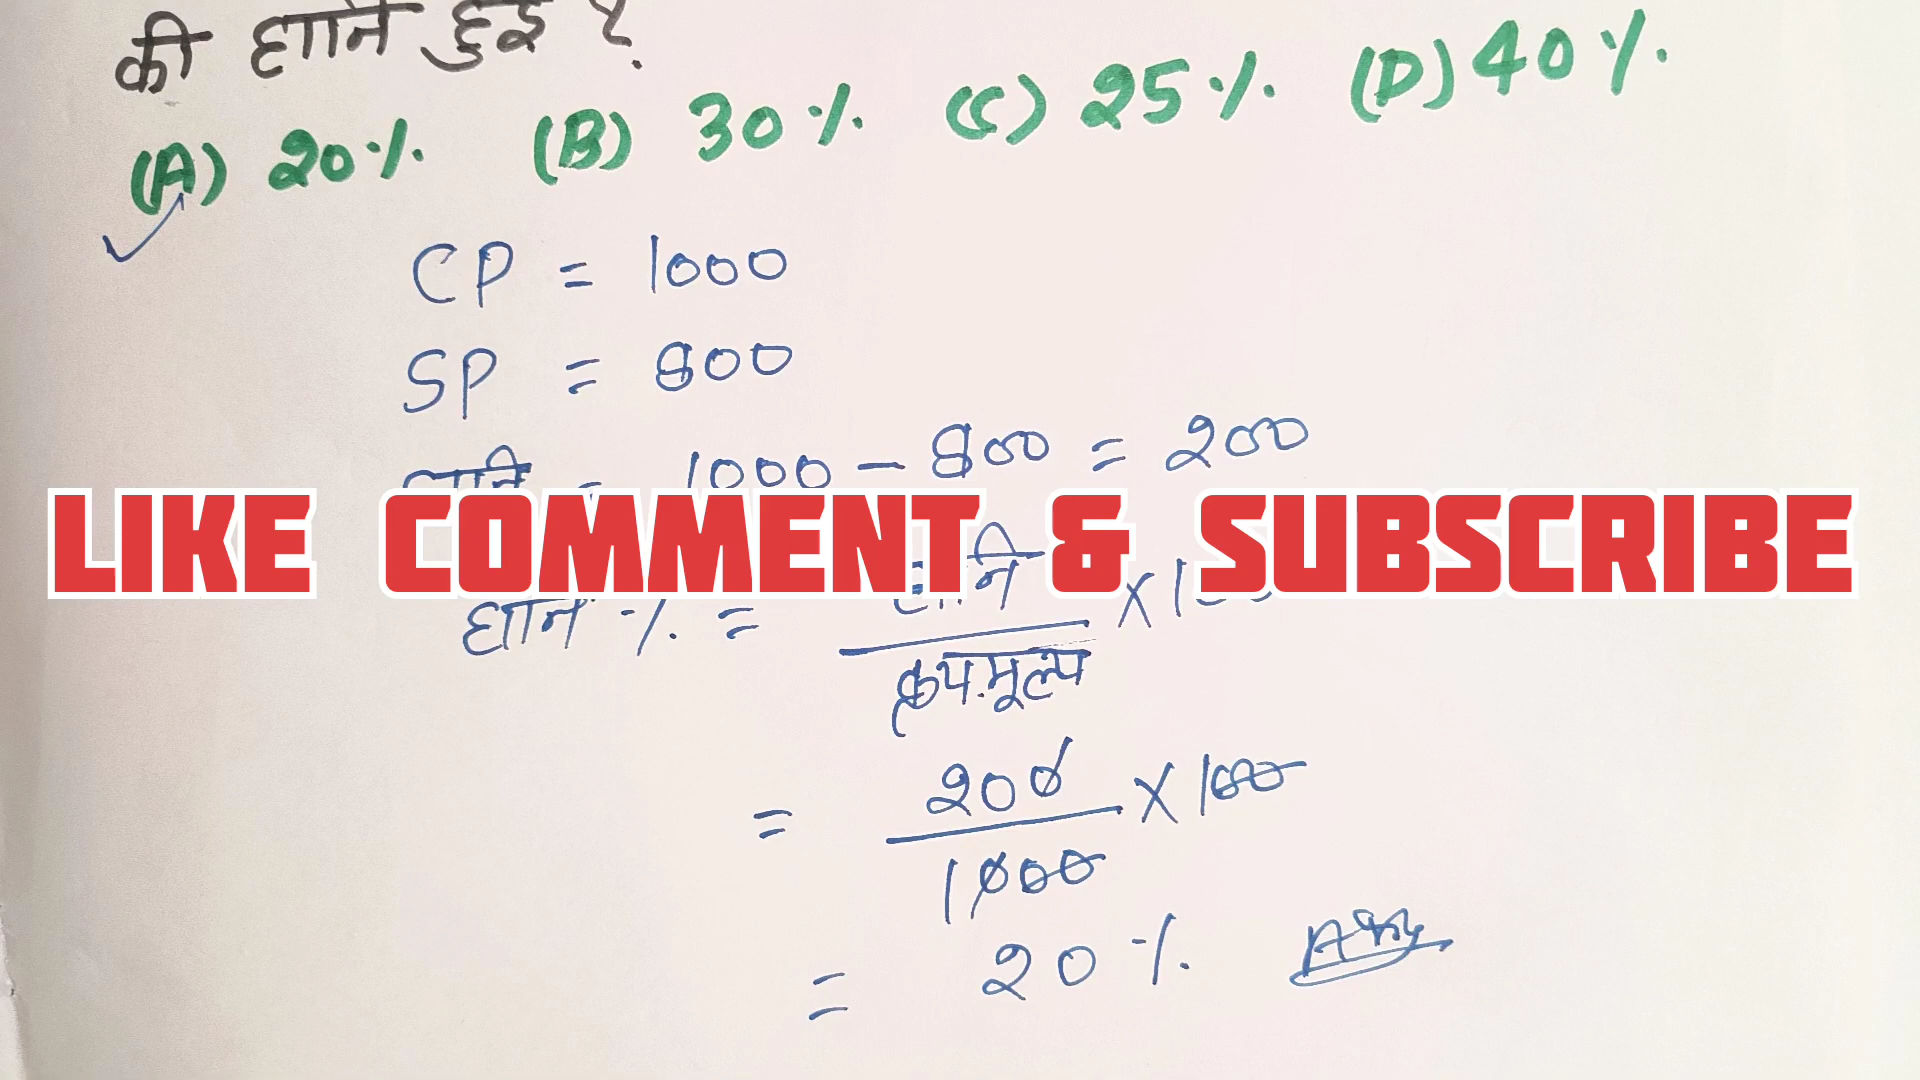 की हानि हुई ?
(A) 20% (B) 30% (C) 25% (D) 40%
CP = 1000
SP = 800
हानि = 1000 - 800 = 200
LIKE COMMENT & SUBSCRIBE
हानि % = हानि / क्रय मूल्य X 100
= 200 / 1000 X 100
= 20% Ans